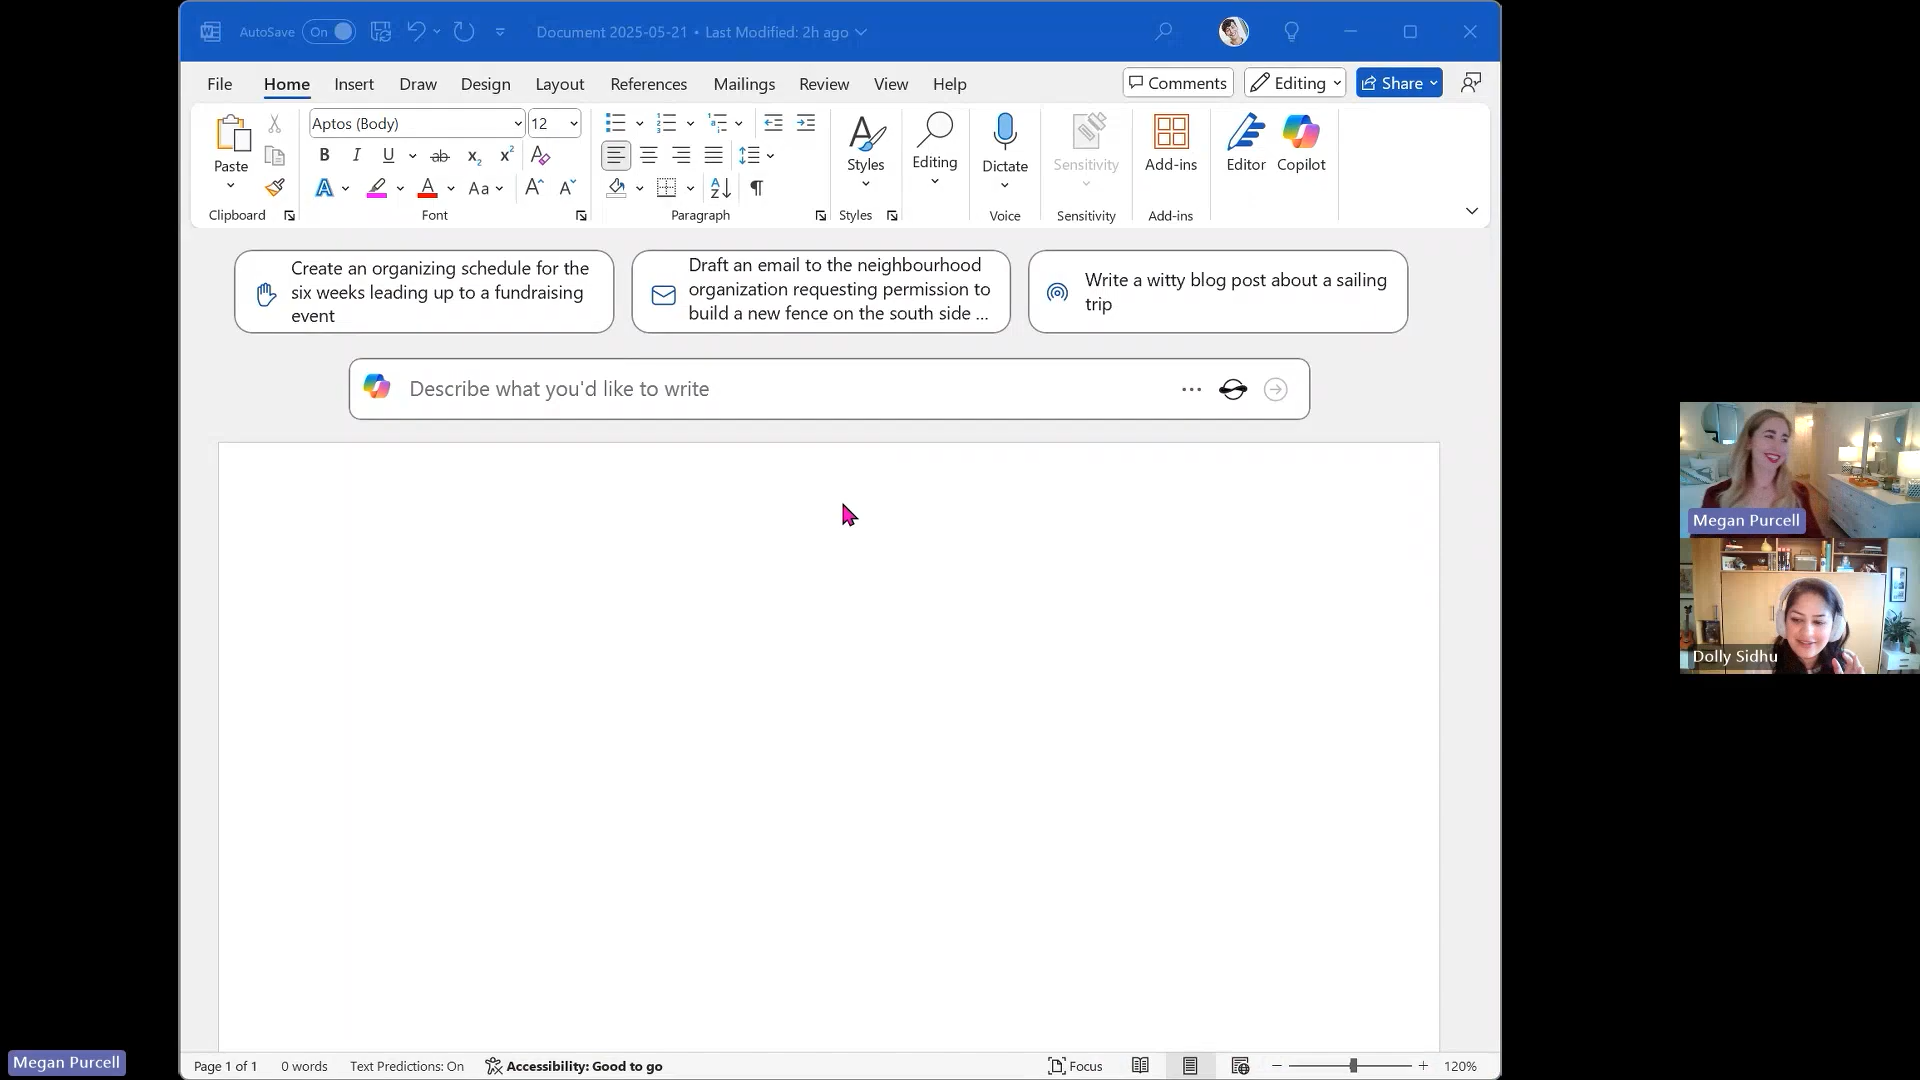 AutoSave On Document 2025-05-21 • Last Modified: 2h ago
File Home Insert Draw Design Layout References Mailings Review View Help Comments Editing Share
Aptos (Body) 12
Paste B I U ab x₂ x² A Styles Editing Dictate Sensitivity Add-ins Editor Copilot
A A Aa A A A Z
Clipboard Font Paragraph Styles Voice Sensitivity Add-ins
Create an organizing schedule for the
six weeks leading up to a fundraising
event
Draft an email to the neighbourhood
organization requesting permission to
build a new fence on the south side ...
Write a witty blog post about a sailing
trip
Describe what you'd like to write
Megan Purcell
Dolly Sidhu
Megan Purcell
Page 1 of 1 0 words Text Predictions: On Accessibility: Good to go Focus 120%